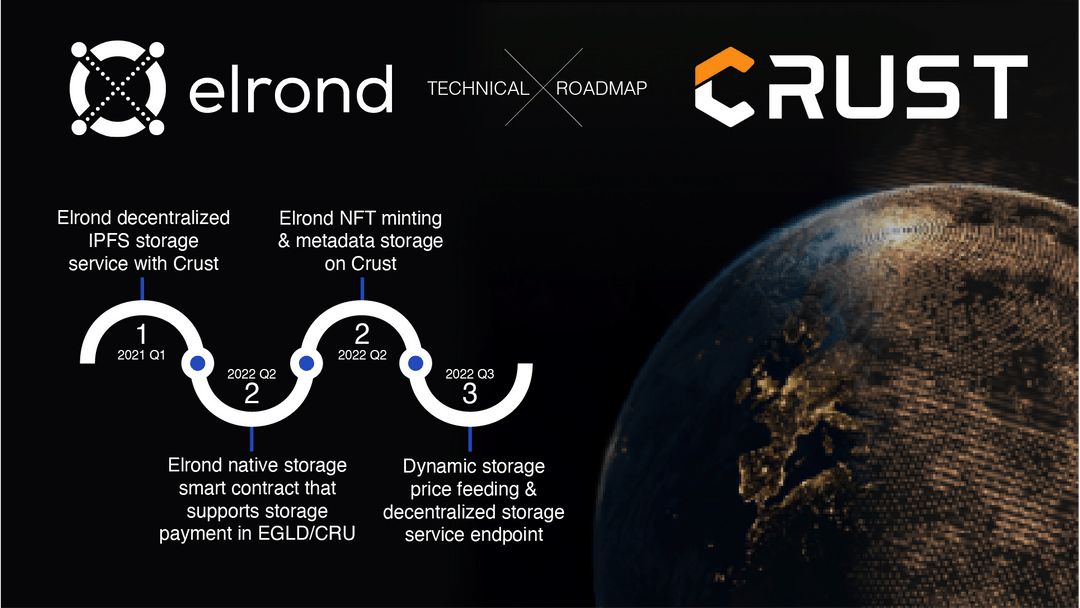 elrond
TECHNICAL ROADMAP
CRUST
Elrond decentralized
IPFS storage
service with Crust
1
2021 Q1
Elrond native storage
smart contract that
supports storage
payment in EGLD/CRU
2022 Q2
2
Elrond NFT minting
& metadata storage
on Crust
2
2022 Q2
2022 Q3
3
Dynamic storage
price feeding &
decentralized storage
service endpoint